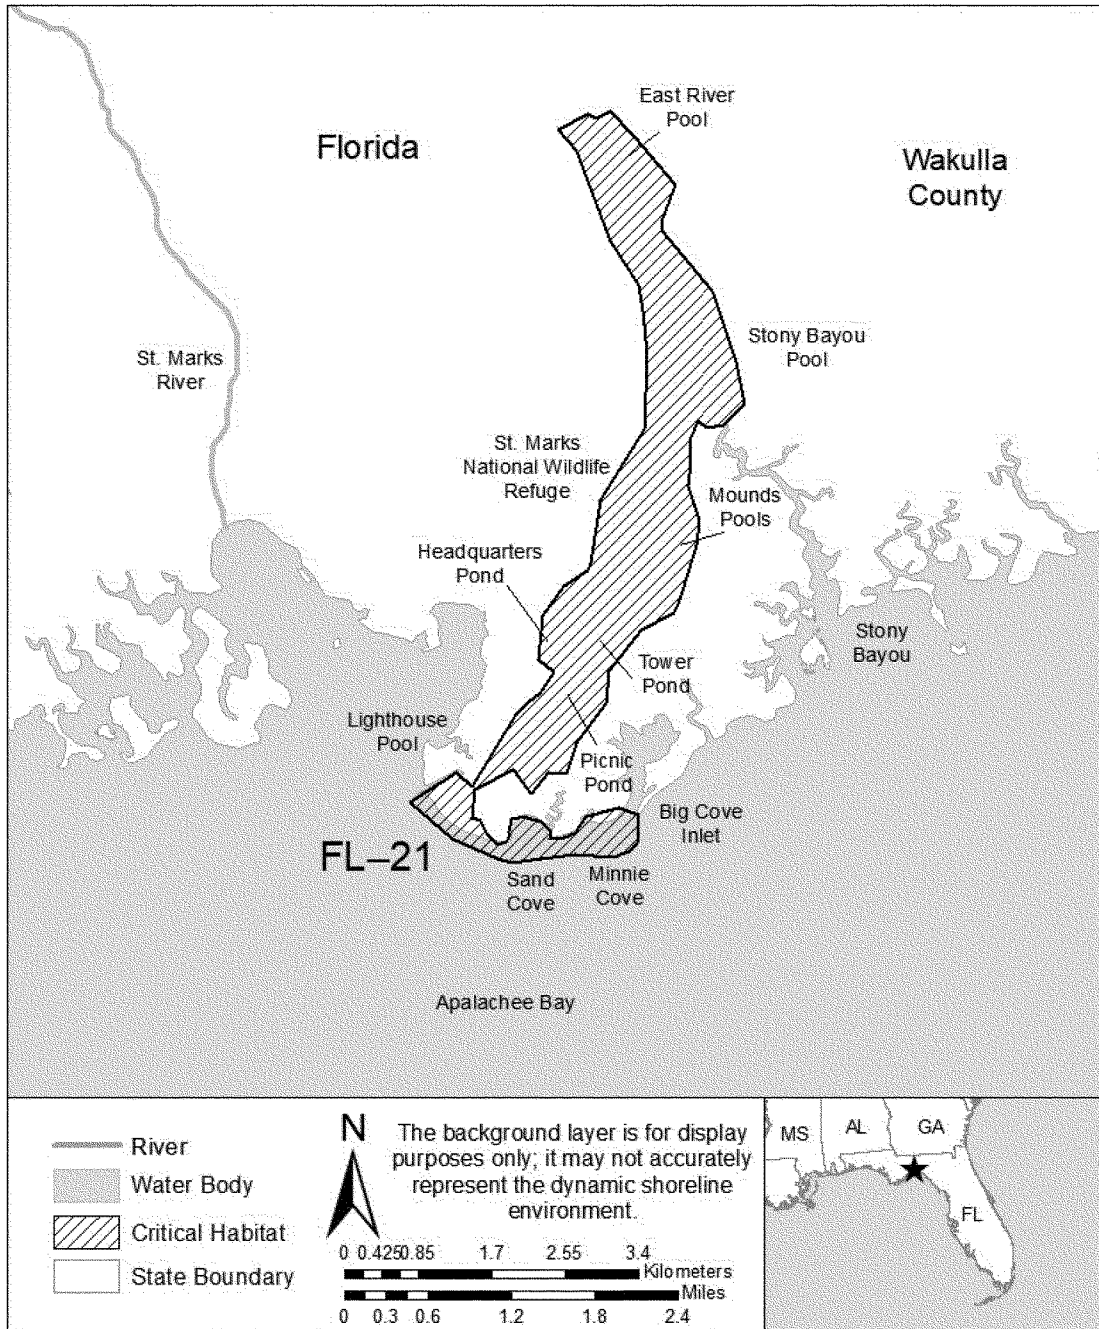 East River
Pool
Florida
Wakulla
County
St. Marks
River
Stony Bayou
Pool
St. Marks
National Wildlife
Refuge
Mounds
Pools
Headquarters
Pond
Stony
Bayou
Tower
Pond
Lighthouse
Pool
Picnic
Pond
Big Cove
Inlet
FL–21
Sand
Cove
Minnie
Cove
Apalachee Bay
River
Water Body
Critical Habitat
State Boundary
N
The background layer is for display
purposes only; it may not accurately
represent the dynamic shoreline
environment.
0 0.425 0.85 1.7 2.55 3.4
Kilometers
Miles
0 0.3 0.6 1.2 1.8 2.4
MS AL GA
FL